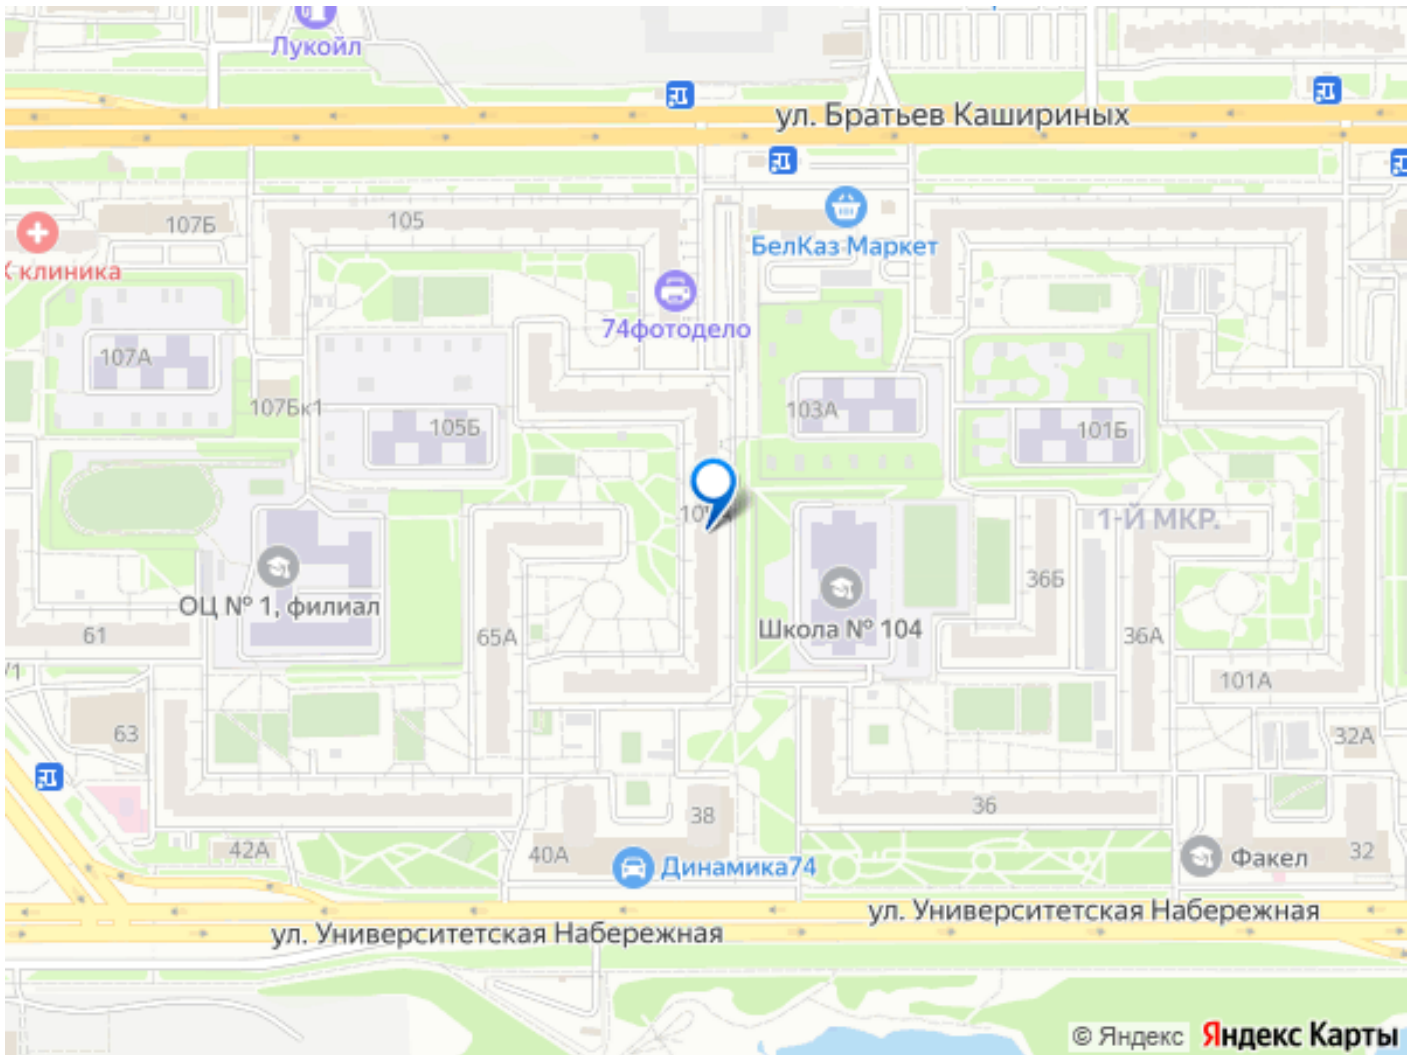 Лукойл
ул. Братьев Кашириных
107Б
105
БелКаз Маркет
К клиника
74фотодело
107А
107Бк1
105Б
103А
101Б
1-Й МКР.
ОЦ № 1, филиал
36Б
Школа № 104
61
65А
36А
/1
101А
63
32А
36
38
42А
40А
Динамика74
Факел
32
ул. Университетская Набережная
ул. Университетская Набережная
© Яндекс Яндекс Карты